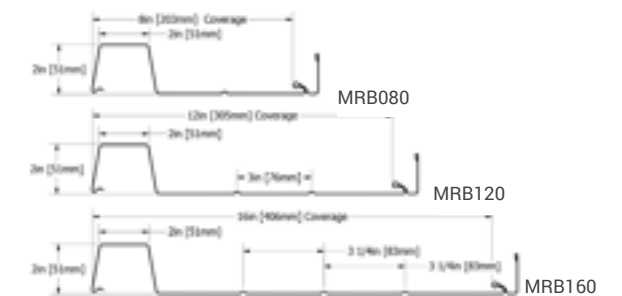 8in [203mm] Coverage
2in [51mm]
2in [51mm]
MRB080
12in [305mm] Coverage
2in [51mm]
2in [51mm]
3in [76mm]
MRB120
16in [406mm] Coverage
2in [51mm]
2in [51mm]
3 1/4in [83mm]
3 1/4in [83mm]
MRB160